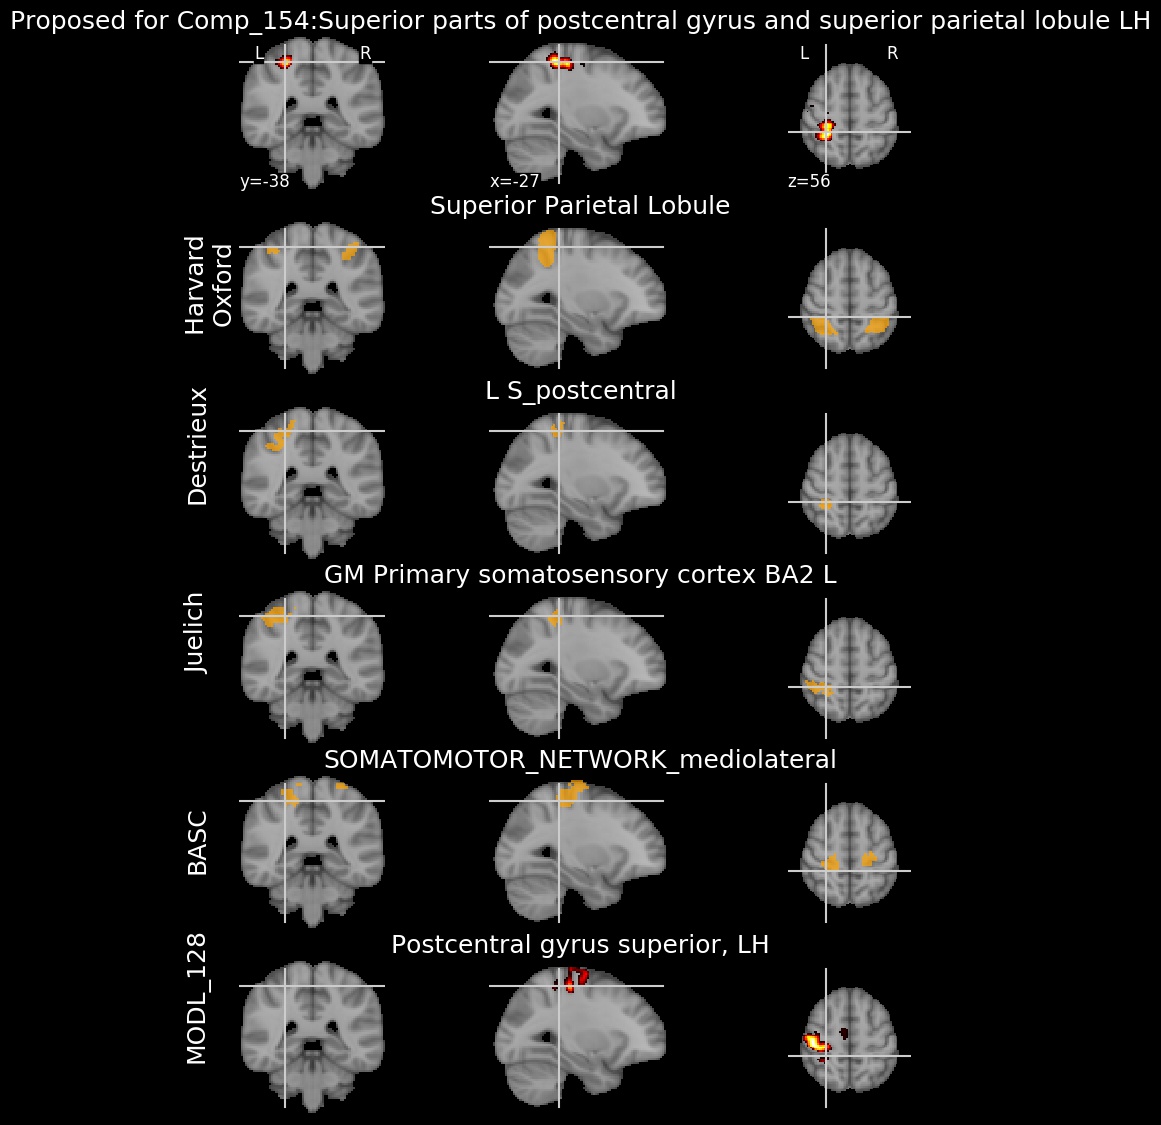 Proposed for Comp_154:Superior parts of postcentral gyrus and superior parietal lobule LH
L R
L R
y=-38
x=-27
z=56
Superior Parietal Lobule
Harvard
Oxford
L S_postcentral
Destrieux
GM Primary somatosensory cortex BA2 L
Juelich
SOMATOMOTOR_NETWORK_mediolateral
BASC
Postcentral gyrus superior, LH
MODL_128